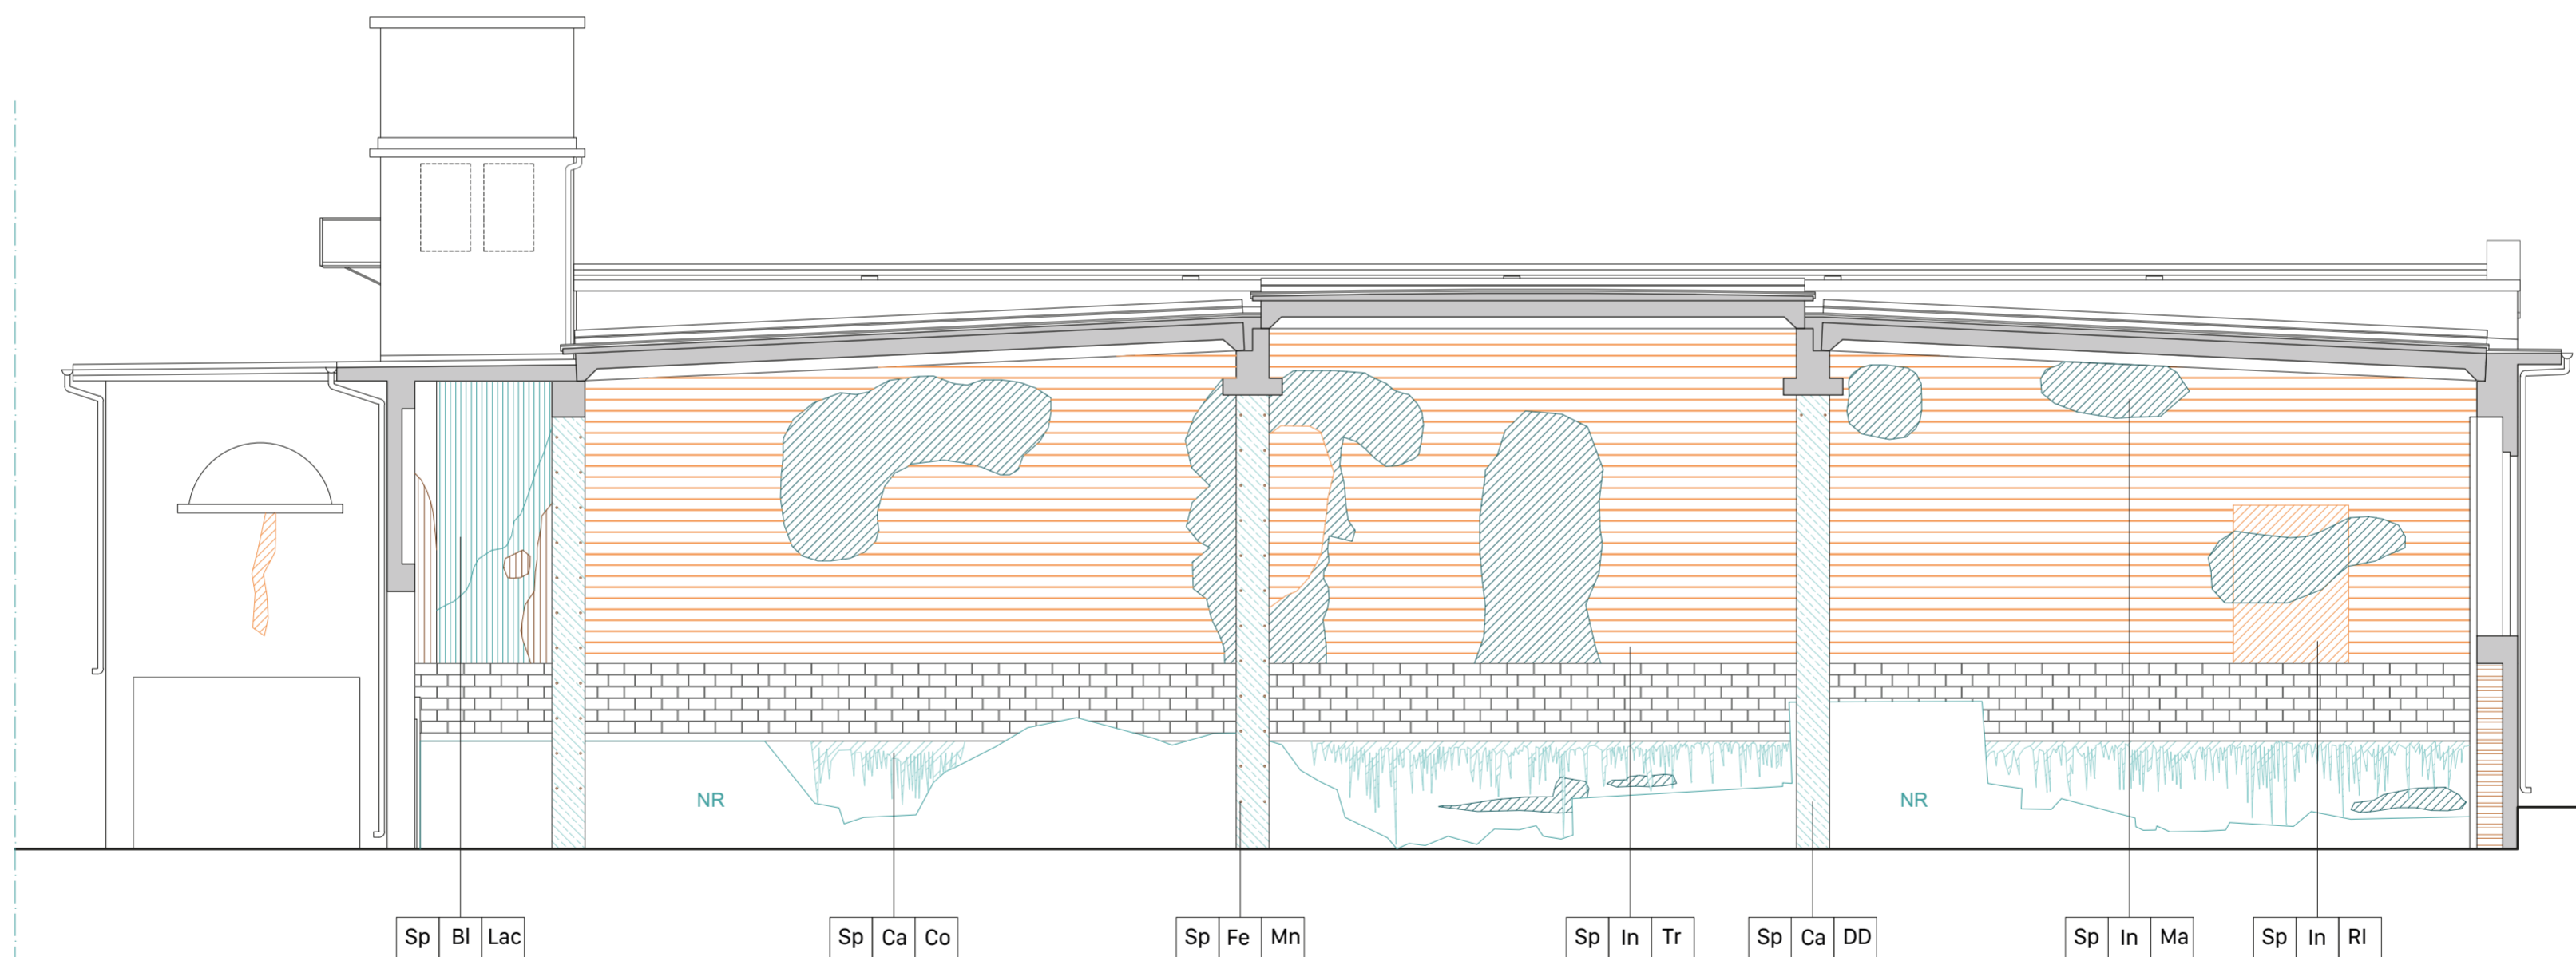 NR
NR
Sp Bl Lac
Sp Ca Co
Sp Fe Mn
Sp In Tr
Sp Ca DD
Sp In Ma
Sp In RI